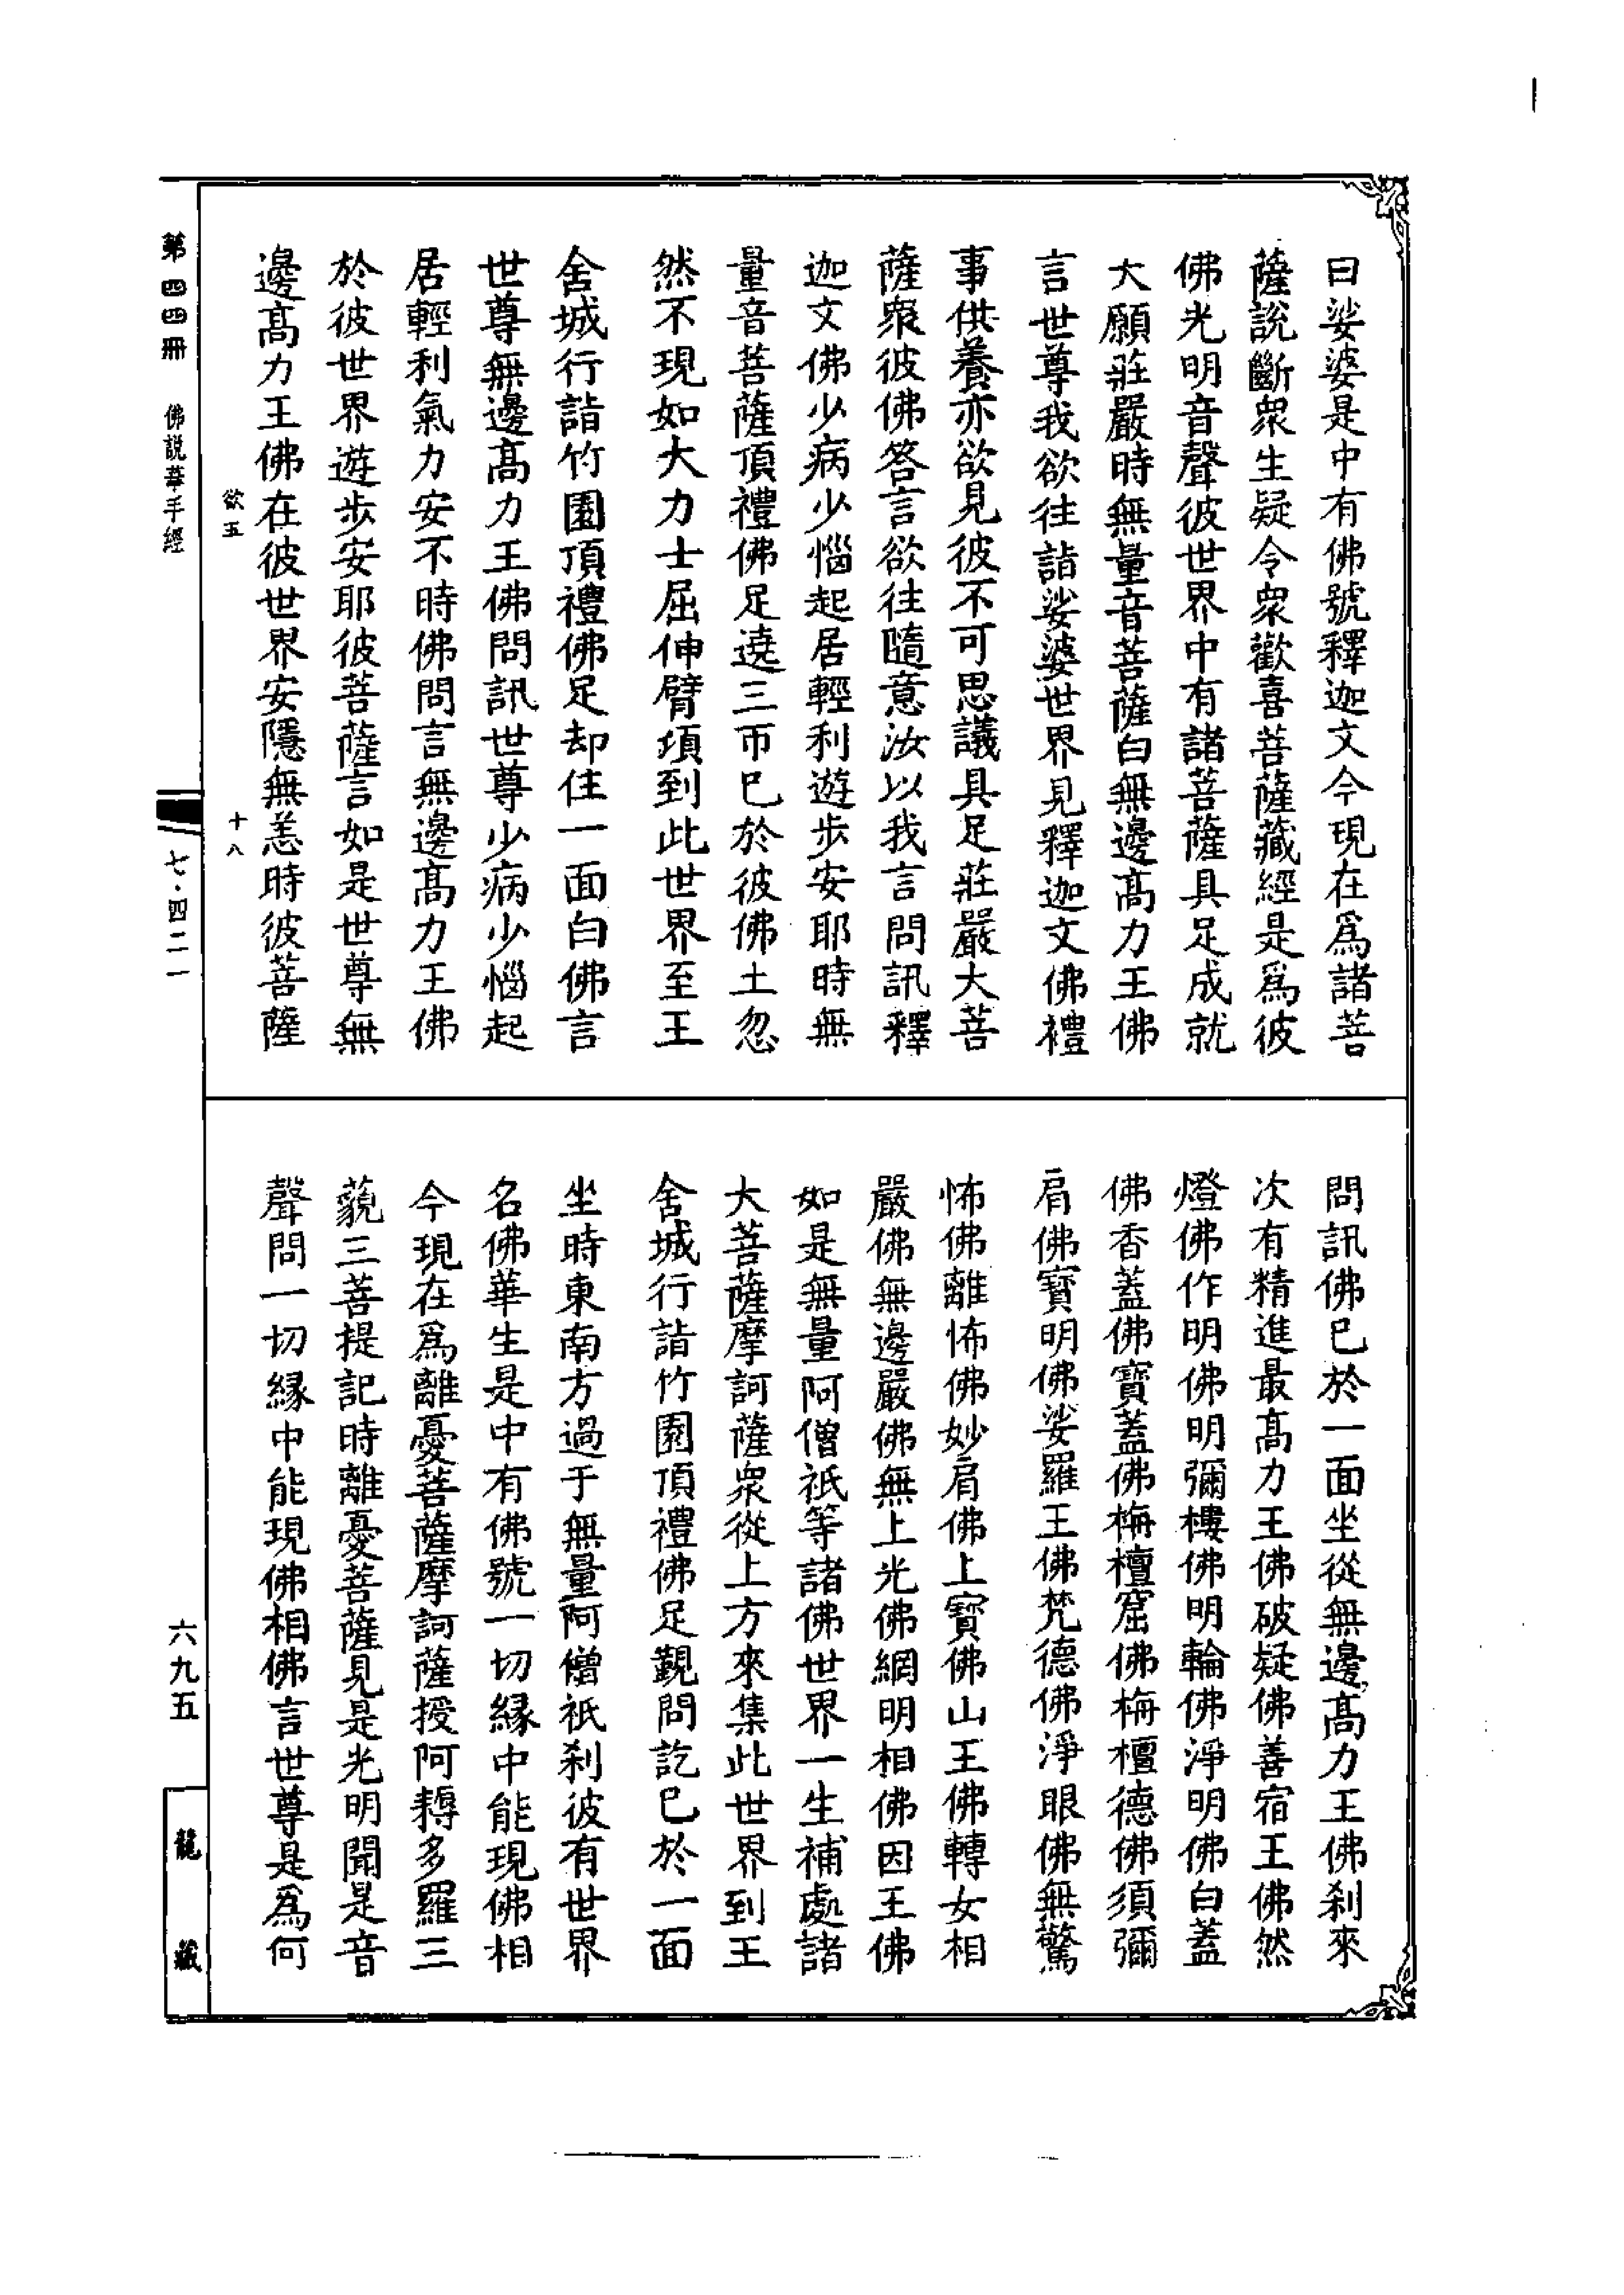 曰娑婆是中有佛號釋迦文今現在爲諸菩
薩說斷衆生疑令衆歡喜菩薩藏經是爲彼
佛光明音聲彼世界中有諸菩薩具足成就
大願莊嚴時無量音菩薩白無邊高力王佛
言世尊我欲往詣娑婆世界見釋迦文佛禮
事供養亦欲見彼不可思議具足莊嚴大菩
薩衆彼佛答言欲往隨意汝以我言問訊釋
迦文佛少病少惱起居輕利遊步安耶時無
量音菩薩頂禮佛足遶三帀已於彼佛土忽
然不現如大力士屈伸臂頃到此世界至王
舍城行詣竹園頂禮佛足却住一面白佛言
世尊無邊高力王佛問訊世尊少病少惱起
居輕利氣力安不時佛問言無邊高力王佛
於彼世界遊步安耶彼菩薩言如是世尊無
邊高力王佛在彼世界安隱無恙時彼菩薩
問訊佛已於一面坐從無邊高力王佛刹來
次有精進最高力王佛破疑佛善宿王佛然
燈佛作明佛明彌樓佛明輪佛淨明佛白蓋
佛香蓋佛寶蓋佛栴檀窟佛栴檀德佛須彌
肩佛寶明佛娑羅王佛梵德佛淨眼佛無驚
怖佛離怖佛妙肩佛上寶佛山王佛轉女相
嚴佛無邊嚴佛無上光佛網明相佛因王佛
如是無量阿僧祇等諸佛世界一生補處諸
大菩薩摩訶薩衆從上方來集此世界到王
舍城行詣竹園頂禮佛足覲問訖已於一面
坐時東南方過于無量阿僧祇刹彼有世界
名佛華生是中有佛號一切緣中能現佛相
今現在爲離憂菩薩摩訶薩授阿耨多羅三
藐三菩提記時離憂菩薩見是光明聞是音
聲問一切緣中能現佛相佛言世尊是爲何
欲五
十八
第四四冊 佛説華手經
七·四二一
六九五
龍藏